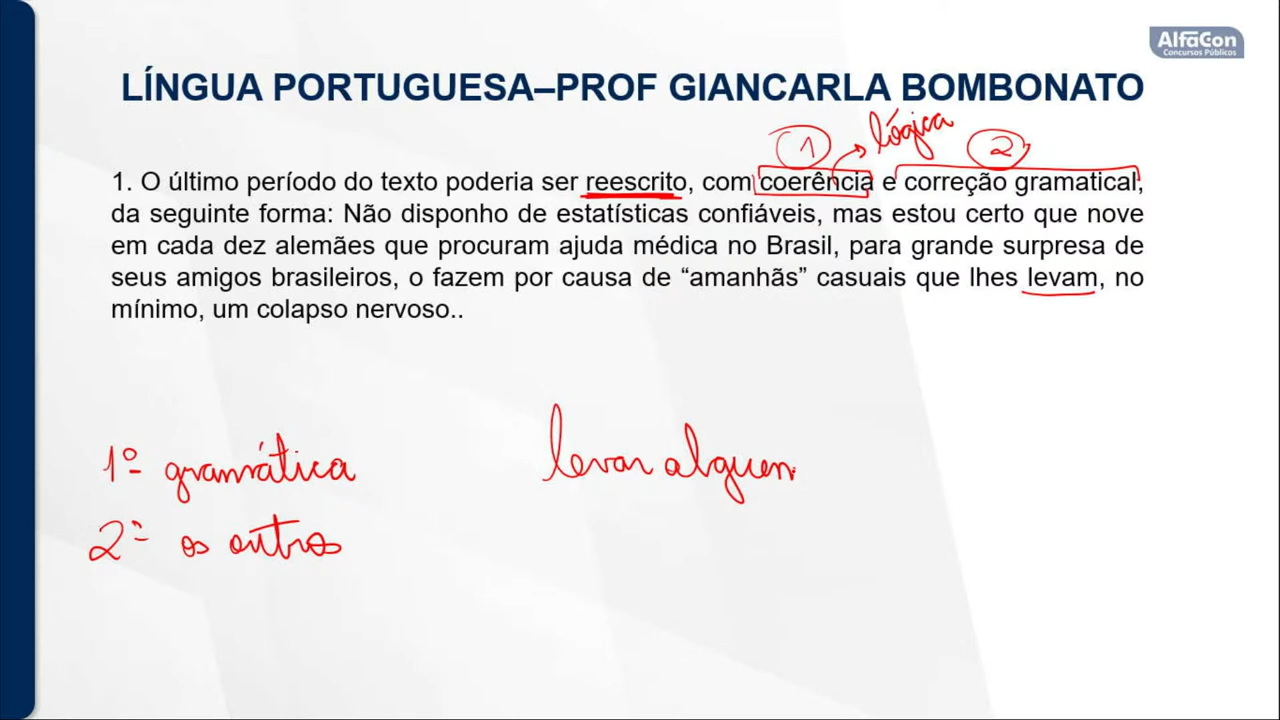 AlfaCon
Concursos Públicos
LÍNGUA PORTUGUESA–PROF GIANCARLA BOMBONATO
1 lógica 2
1. O último período do texto poderia ser reescrito, com coerência e correção gramatical,
da seguinte forma: Não disponho de estatísticas confiáveis, mas estou certo que nove
em cada dez alemães que procuram ajuda médica no Brasil, para grande surpresa de
seus amigos brasileiros, o fazem por causa de “amanhãs” casuais que lhes levam, no
mínimo, um colapso nervoso..
1º gramática
levar alguem
2º os outros